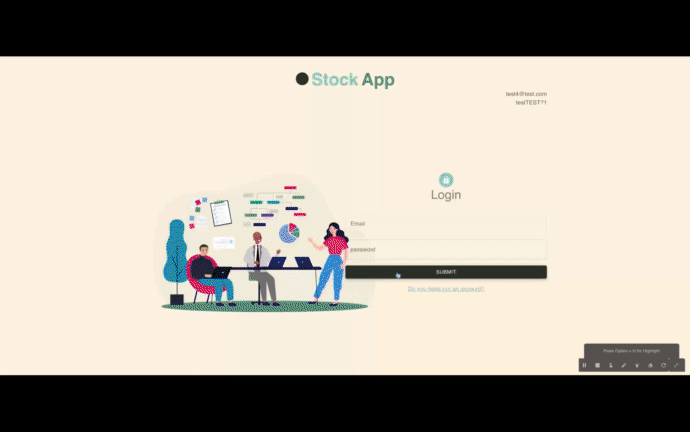 Stock App
test4@test.com
testTEST?1
Login
Email
password
SUBMIT
Do you have not an account?
Press Option + H for Highlight